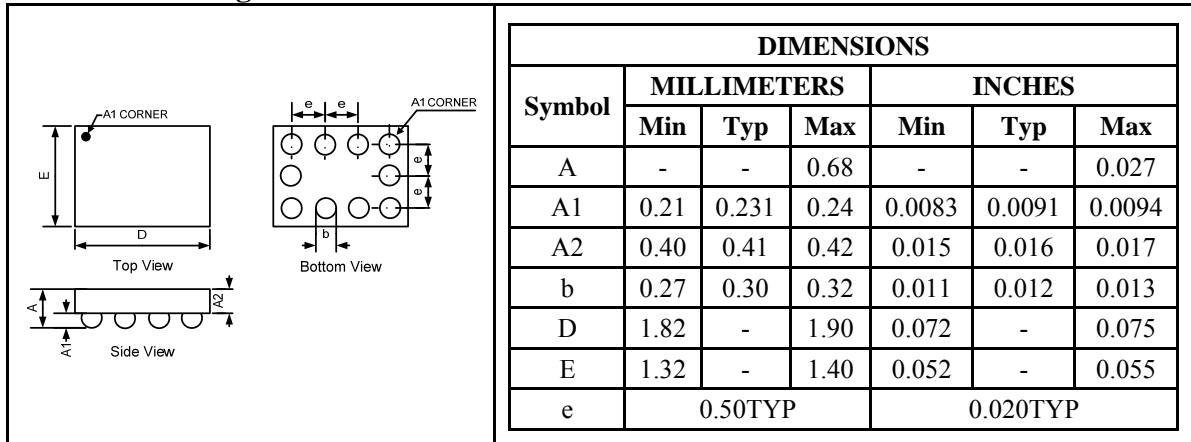 A1 CORNER
E
D
Top View
e e A1 CORNER
e
e
b
Bottom View
A
A1
A2
Side View
DIMENSIONS
Symbol MILLIMETERS INCHES
Min Typ Max Min Typ Max
A - - 0.68 - - 0.027
A1 0.21 0.231 0.24 0.0083 0.0091 0.0094
A2 0.40 0.41 0.42 0.015 0.016 0.017
b 0.27 0.30 0.32 0.011 0.012 0.013
D 1.82 - 1.90 0.072 - 0.075
E 1.32 - 1.40 0.052 - 0.055
e 0.50TYP 0.020TYP